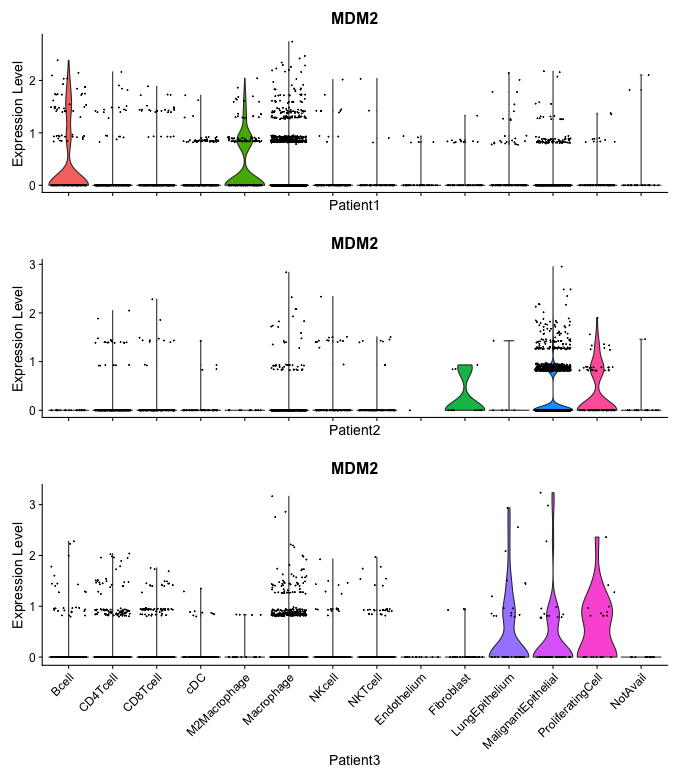 MDM2
Expression Level
2
1
0
Patient1
MDM2
Expression Level
3
2
1
0
Patient2
MDM2
Expression Level
3
2
1
0
Bcell
CD4Tcell
CD8Tcell
cDC
M2Macrophage
Macrophage
NKcell
NKTcell
Endothelium
Fibroblast
LungEpithelium
MalignantEpithelial
ProliferatingCell
NotAvail
Patient3